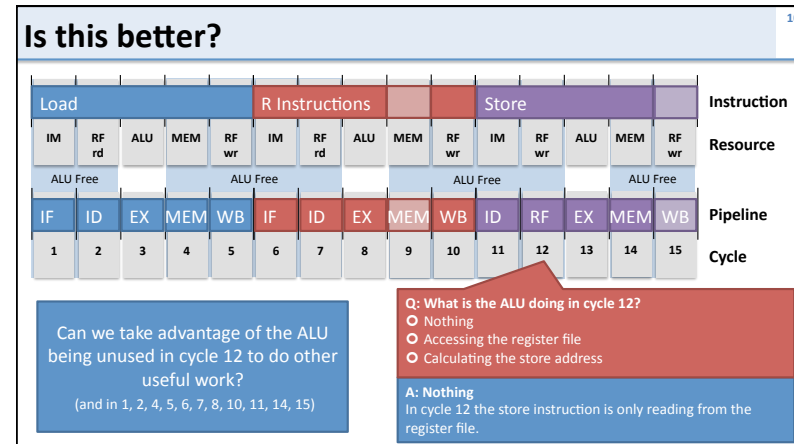 Is this better?
Load R Instructions Store Instruction
IM RF rd ALU MEM RF wr IM RF rd ALU MEM RF wr IM RF wr ALU MEM RF wr Resource
ALU Free ALU Free ALU Free ALU Free
IF ID EX MEM WB IF ID EX MEM WB ID RF EX MEM WB Pipeline
1 2 3 4 5 6 7 8 9 10 11 12 13 14 15 Cycle
Can we take advantage of the ALU
being unused in cycle 12 to do other
useful work?
(and in 1, 2, 4, 5, 6, 7, 8, 10, 11, 14, 15)
Q: What is the ALU doing in cycle 12?
Nothing
Accessing the register file
Calculating the store address
A: Nothing
In cycle 12 the store instruction is only reading from the
register file.